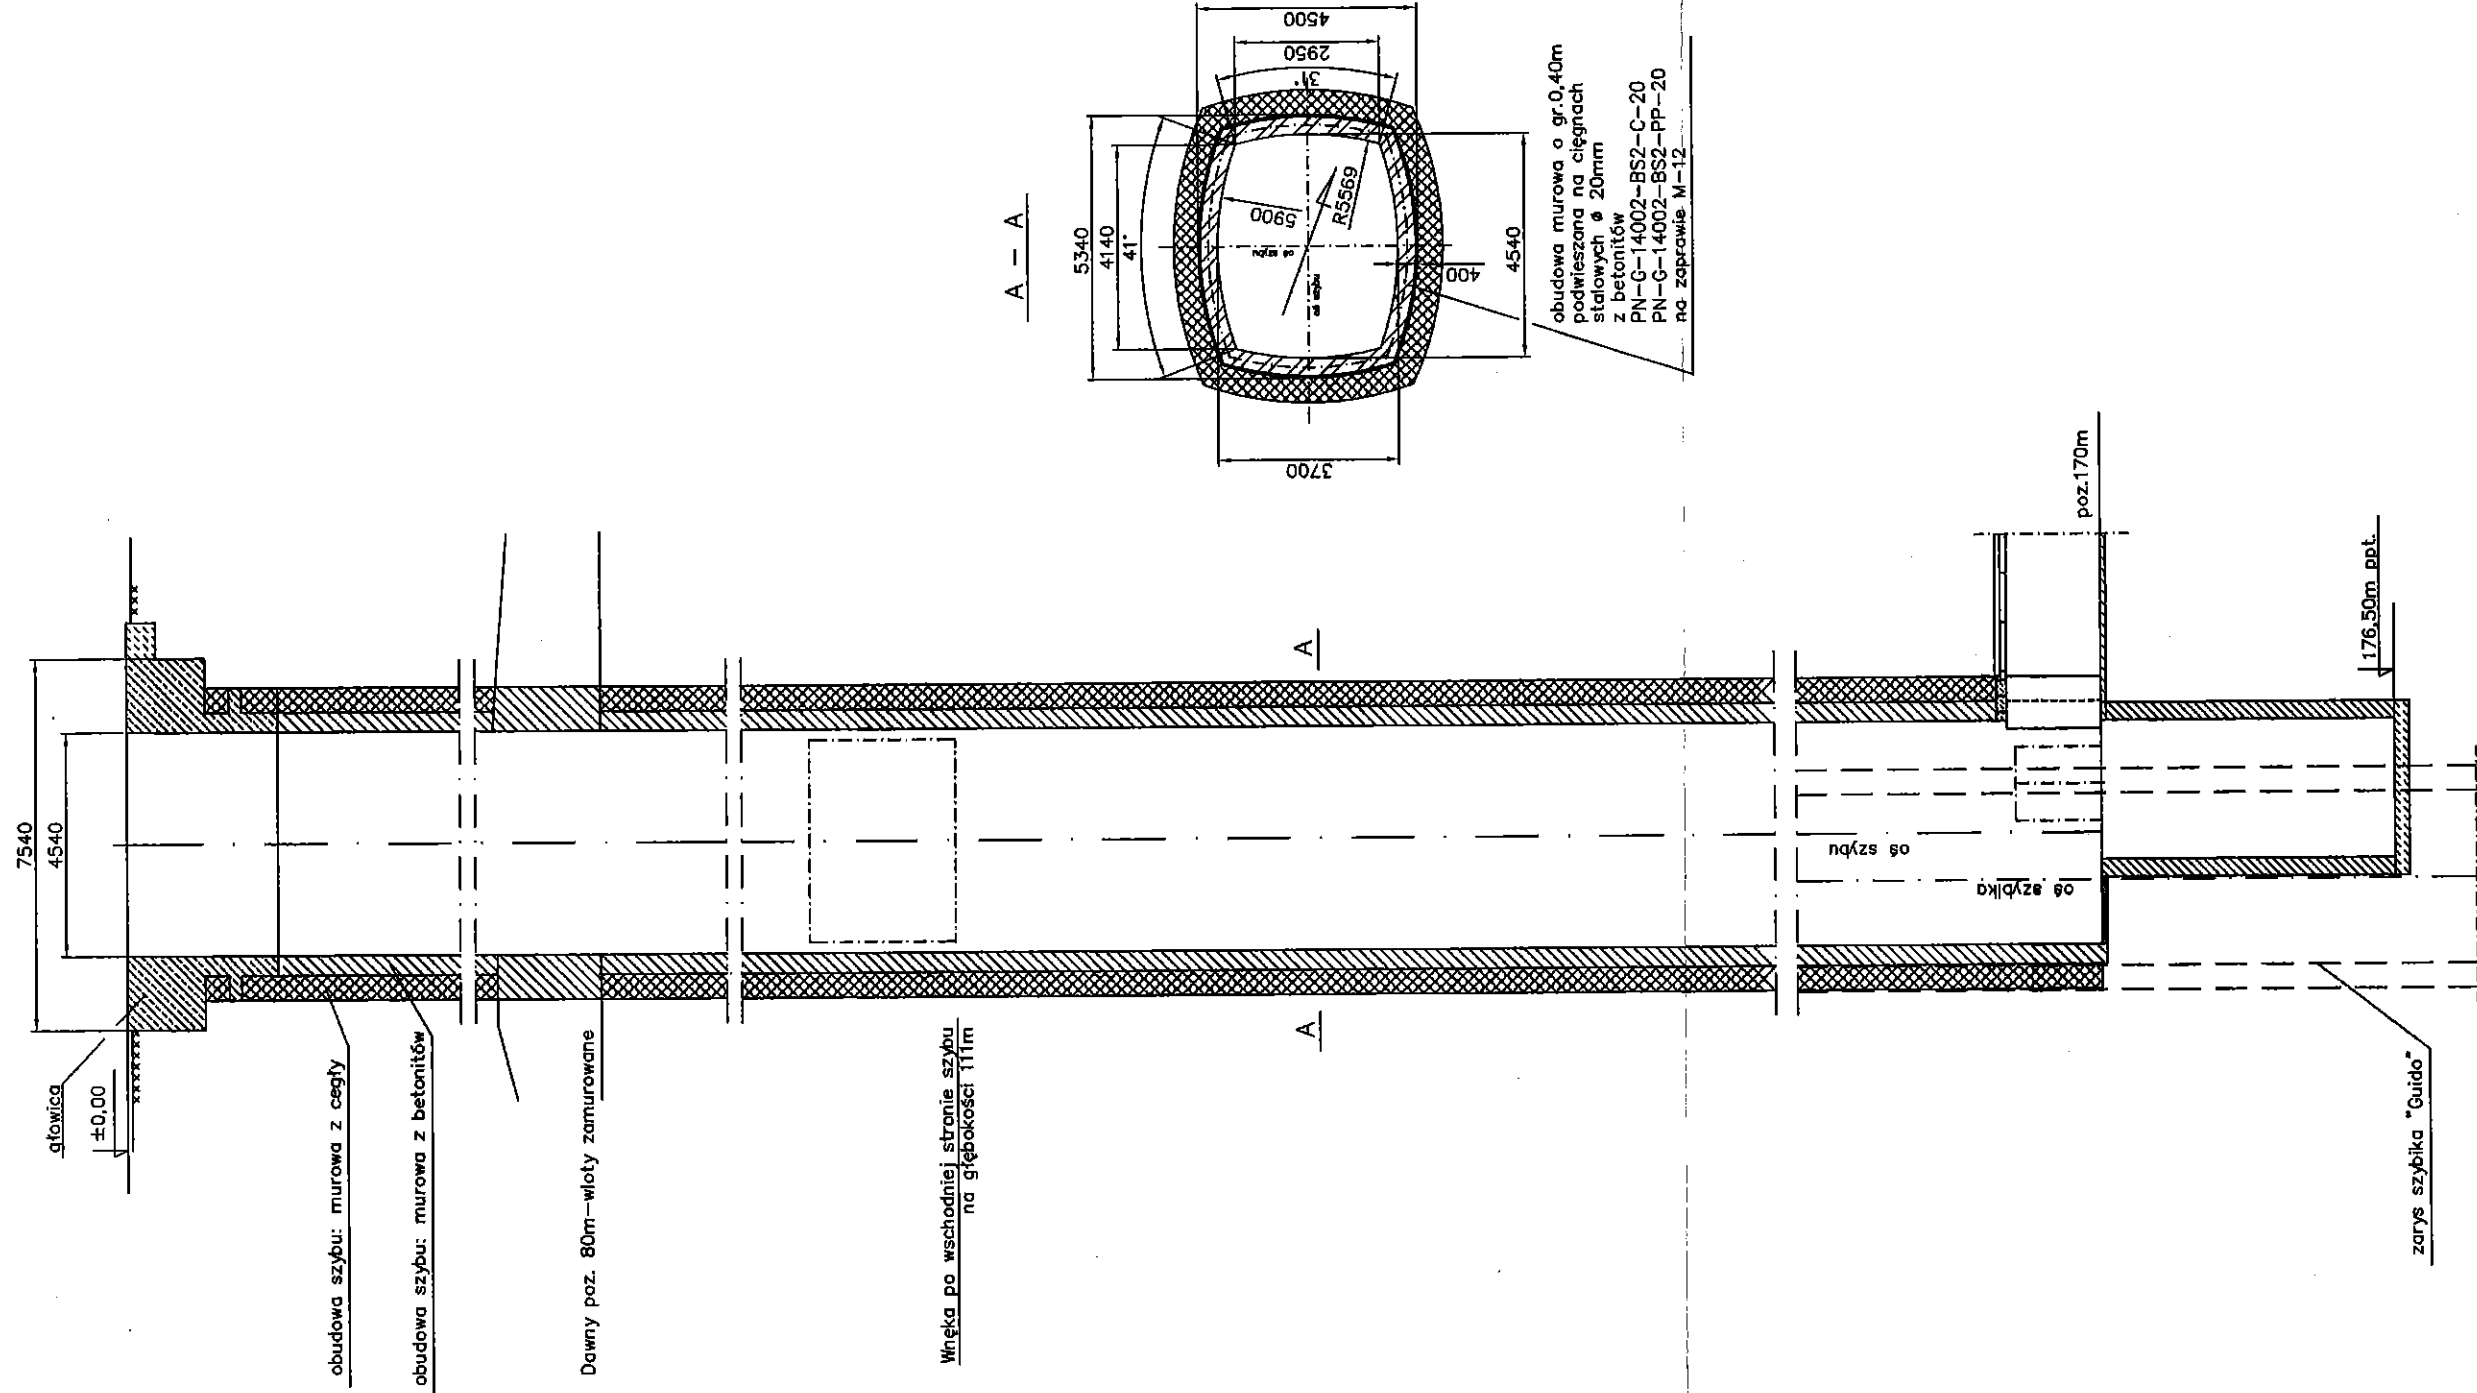 7540
4540
głowica
±0,00
obudowa szybu: murowa z cegły
obudowa szybu: murowa z betonitów
Dawny poz. 80m-wloty zamurowane
Wnęka po wschodniej stronie szybu
na głębokości 111m
A
A
oś szybu
oś szybika
poz.170m
176,50m ppt.
zarys szybika "Guido"
A - A
5340
4140
41°
4500
2950
31°
5900
R5569
oś szybu
oś szybu
400
4540
3700
obudowa murowa o gr.0,40m
podwieszana na cięgnach
stalowych ø 20mm
z betonitów
PN-G-14002-BS2-C-20
PN-G-14002-BS2-PP-20
na zaprawie M-12